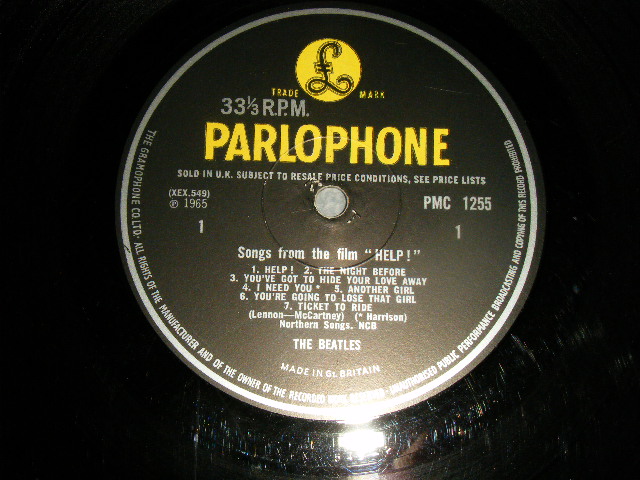 £
TRADE MARK
33⅓ R.P.M.
PARLOPHONE
SOLD IN U.K. SUBJECT TO RESALE PRICE CONDITIONS, SEE PRICE LISTS
(XEX.549)
℗ 1965
PMC 1255
1
1
Songs from the film "HELP!"
1. HELP! 2. THE NIGHT BEFORE
3. YOU'VE GOT TO HIDE YOUR LOVE AWAY
4. I NEED YOU * 5. ANOTHER GIRL
6. YOU'RE GOING TO LOSE THAT GIRL
7. TICKET TO RIDE
(Lennon—McCartney) (* Harrison)
Northern Songs. NCB
THE BEATLES
MADE IN GT. BRITAIN
THE GRAMOPHONE CO. LTD. ALL RIGHTS OF THE MANUFACTURER AND OF THE OWNER OF THE RECORDED WORK RESERVED · UNAUTHORISED PUBLIC PERFORMANCE BROADCASTING AND COPYING OF THIS RECORD PROHIBITED